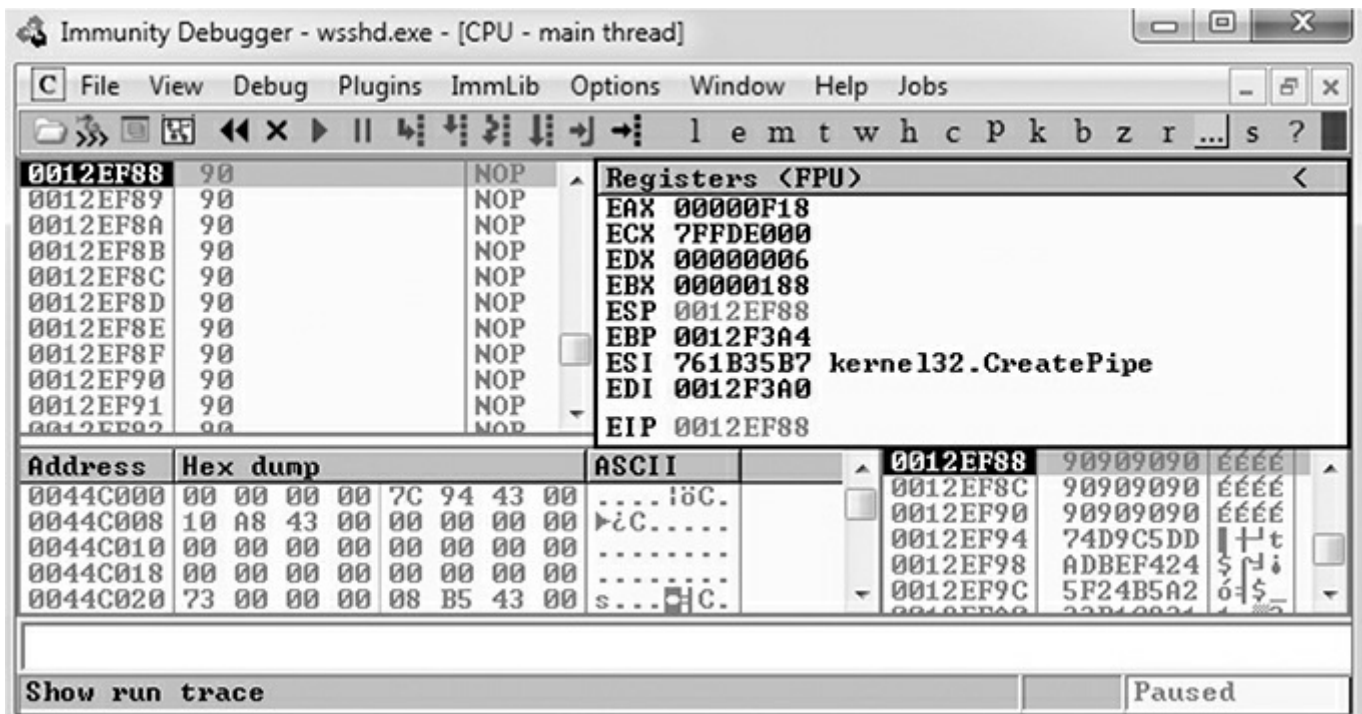 Immunity Debugger - wsshd.exe - [CPU - main thread]
C File View Debug Plugins ImmLib Options Window Help Jobs
l e m t w h c P k b z r ... s ?
0012EF88 90 NOP
0012EF89 90 NOP
0012EF8A 90 NOP
0012EF8B 90 NOP
0012EF8C 90 NOP
0012EF8D 90 NOP
0012EF8E 90 NOP
0012EF8F 90 NOP
0012EF90 90 NOP
0012EF91 90 NOP
0012EF92 90 NOP
Registers (FPU) <
EAX 00000F18
ECX 7FFDE000
EDX 00000006
EBX 00000188
ESP 0012EF88
EBP 0012F3A4
ESI 761B35B7 kernel32.CreatePipe
EDI 0012F3A0
EIP 0012EF88
Address Hex dump ASCII
0044C000 00 00 00 00 7C 94 43 00 ....¦öC.
0044C008 10 A8 43 00 00 00 00 00 ►¿C.....
0044C010 00 00 00 00 00 00 00 00 ........
0044C018 00 00 00 00 00 00 00 00 ........
0044C020 73 00 00 00 08 B5 43 00 s...◘╡C.
0012EF88 90909090 ÉÉÉÉ
0012EF8C 90909090 ÉÉÉÉ
0012EF90 90909090 ÉÉÉÉ
0012EF94 74D9C5DD ▌┼┘t
0012EF98 ADBEF424 $⌠╛¡
0012EF9C 5F24B5A2 ó╡$_
Show run trace
Paused